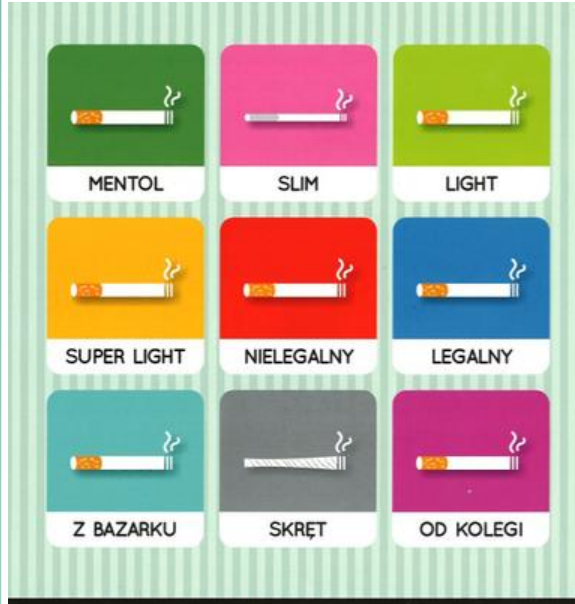 MENTOL
SLIM
LIGHT
SUPER LIGHT
NIELEGALNY
LEGALNY
Z BAZARKU
SKRĘT
OD KOLEGI